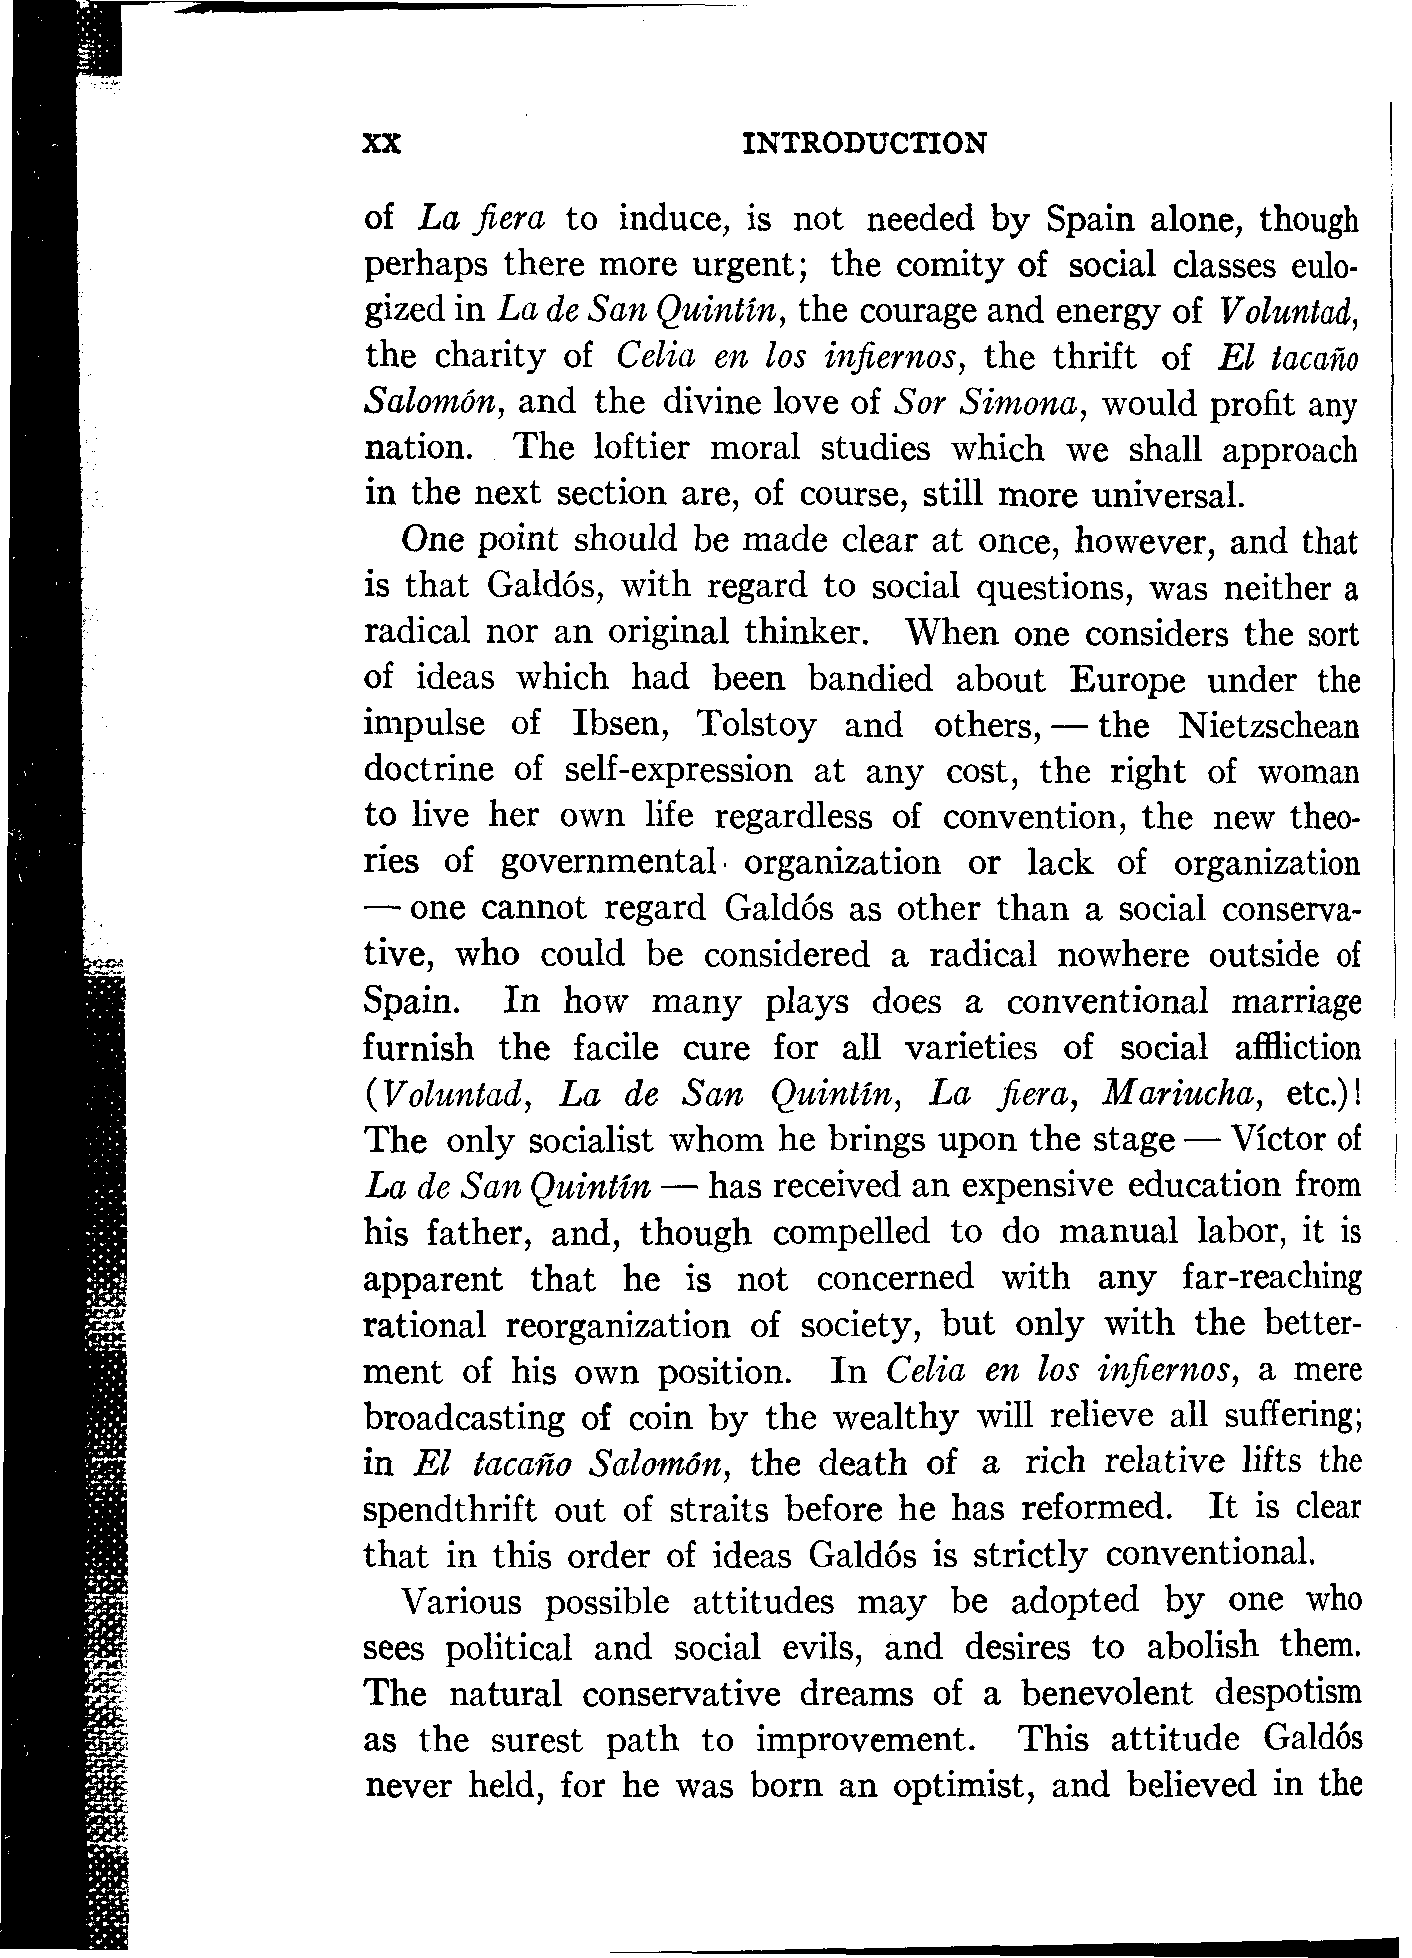 xx INTRODUCTION
of La fiera to induce, is not needed by Spain alone, though
perhaps there more urgent; the comity of social classes eulo-
gized in La de San Quintín, the courage and energy of Voluntad,
the charity of Celia en los infiernos, the thrift of El tacaño
Salomón, and the divine love of Sor Simona, would profit any
nation. The loftier moral studies which we shall approach
in the next section are, of course, still more universal.
One point should be made clear at once, however, and that
is that Galdós, with regard to social questions, was neither a
radical nor an original thinker. When one considers the sort
of ideas which had been bandied about Europe under the
impulse of Ibsen, Tolstoy and others, — the Nietzschean
doctrine of self-expression at any cost, the right of woman
to live her own life regardless of convention, the new theo-
ries of governmental organization or lack of organization
— one cannot regard Galdós as other than a social conserva-
tive, who could be considered a radical nowhere outside of
Spain. In how many plays does a conventional marriage
furnish the facile cure for all varieties of social affliction
(Voluntad, La de San Quintín, La fiera, Mariucha, etc.)!
The only socialist whom he brings upon the stage — Víctor of
La de San Quintín — has received an expensive education from
his father, and, though compelled to do manual labor, it is
apparent that he is not concerned with any far-reaching
rational reorganization of society, but only with the better-
ment of his own position. In Celia en los infiernos, a mere
broadcasting of coin by the wealthy will relieve all suffering;
in El tacaño Salomón, the death of a rich relative lifts the
spendthrift out of straits before he has reformed. It is clear
that in this order of ideas Galdós is strictly conventional.
Various possible attitudes may be adopted by one who
sees political and social evils, and desires to abolish them.
The natural conservative dreams of a benevolent despotism
as the surest path to improvement. This attitude Galdós
never held, for he was born an optimist, and believed in the